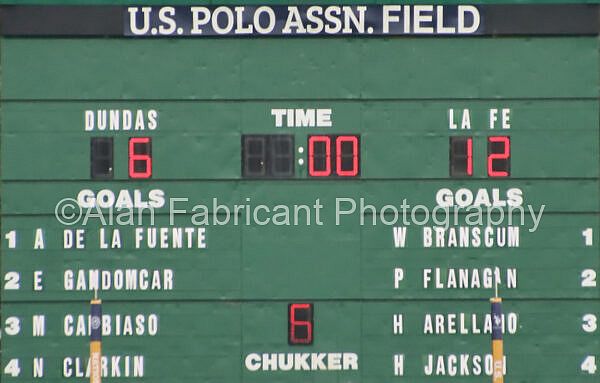 U.S. POLO ASSN. FIELD
DUNDAS TIME LA FE
6 :00 12
GOALS GOALS
©Alan Fabricant Photography
1 A DE LA FUENTE W BRANSCUM 1
2 E GANDOMCAR P FLANAGAN 2
3 M CAMBIASO H ARELLANO 3
4 N CLARKIN H JACKSON 4
6
CHUKKER